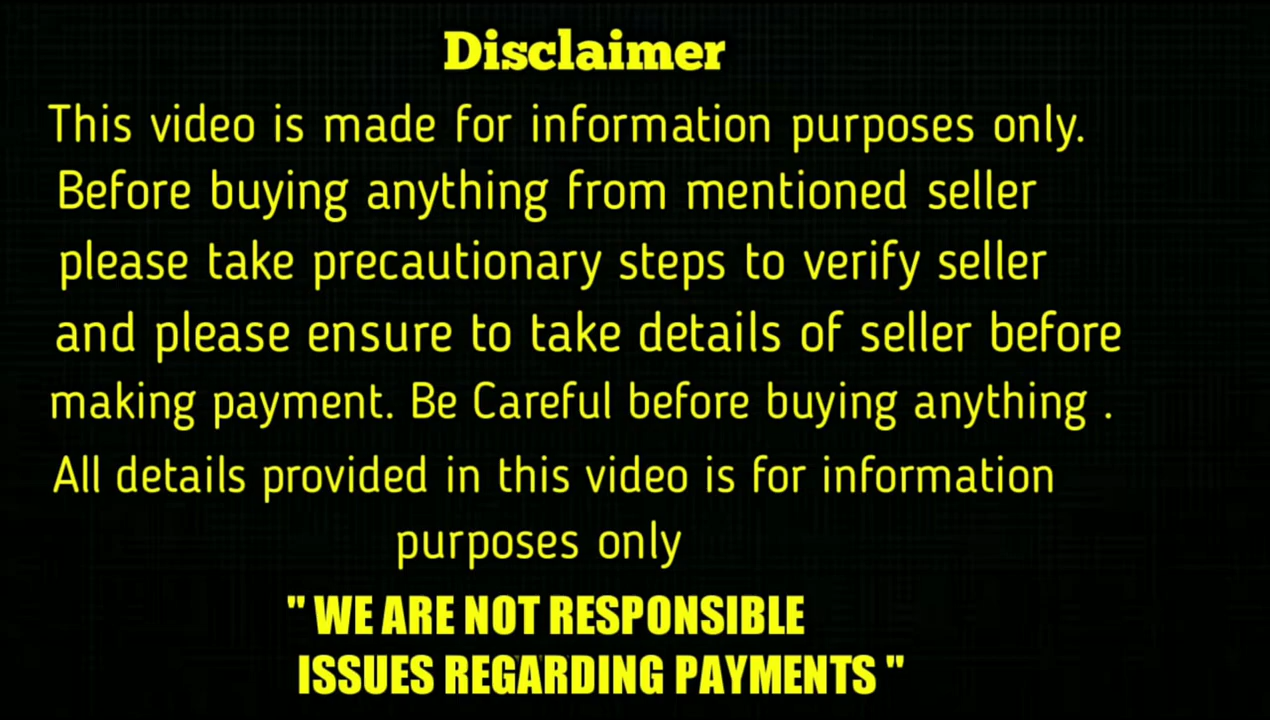 Disclaimer
This video is made for information purposes only.
Before buying anything from mentioned seller
please take precautionary steps to verify seller
and please ensure to take details of seller before
making payment. Be Careful before buying anything .
All details provided in this video is for information
purposes only
" WE ARE NOT RESPONSIBLE
ISSUES REGARDING PAYMENTS "